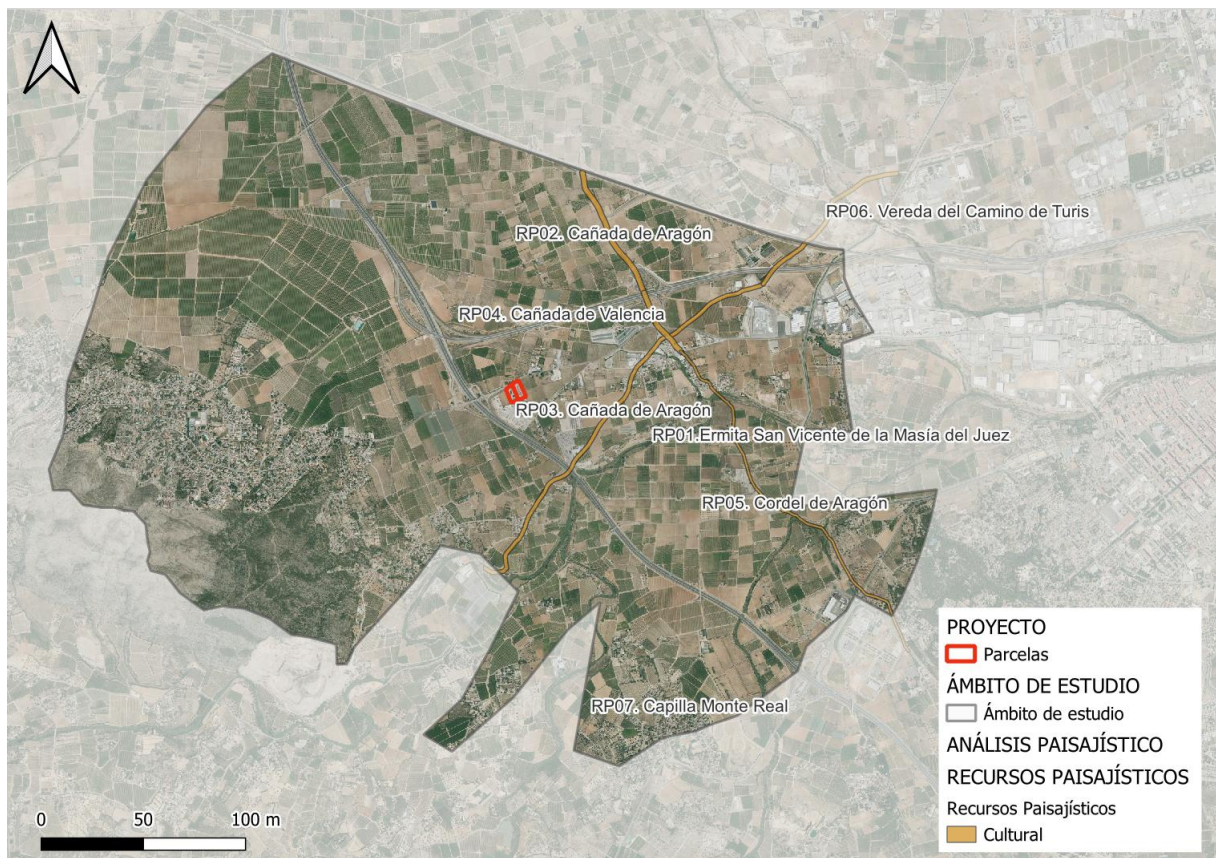 RP06. Vereda del Camino de Turis
RP02. Cañada de Aragón
RP04. Cañada de Valencia
RP03. Cañada de Aragón
RP01.Ermita San Vicente de la Masía del Juez
RP05. Cordel de Aragón
RP07. Capilla Monte Real
PROYECTO
Parcelas
ÁMBITO DE ESTUDIO
Ámbito de estudio
ANÁLISIS PAISAJÍSTICO
RECURSOS PAISAJÍSTICOS
Recursos Paisajísticos
Cultural
0 50 100 m